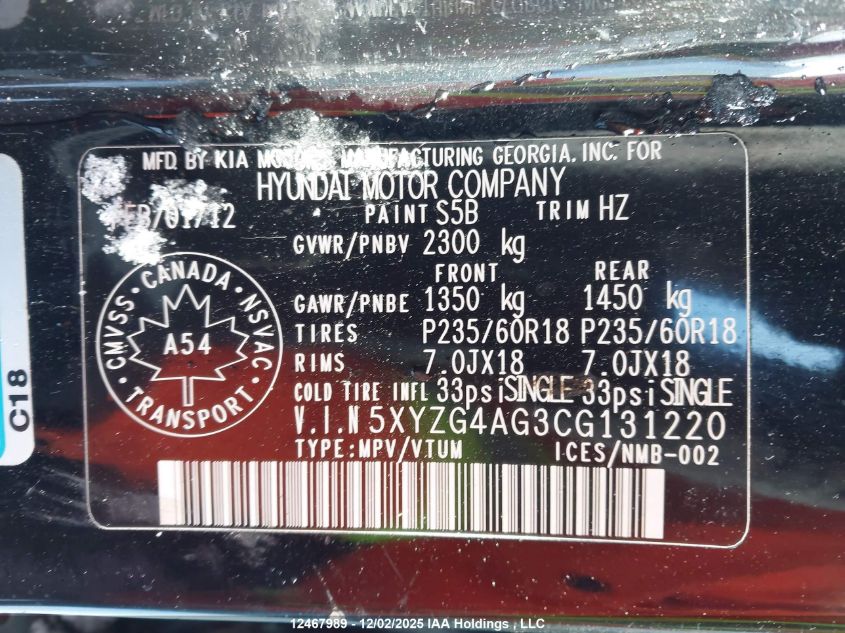 MFD. BY KIA MOTORS MANUFACTURING GEORGIA. INC. FOR
HYUNDAI MOTOR COMPANY
FEB/01/12 PAINT S5B TRIM HZ
GVWR/PNBV 2300 kg
FRONT REAR
GAWR/PNBE 1350 kg 1450 kg
TIRES P235/60R18 P235/60R18
RIMS 7.0JX18 7.0JX18
COLD TIRE INFL 33psi SINGLE 33psi SINGLE
V.I.N 5XYZG4AG3CG131220
TYPE:MPV/VTUM ICES/NMB-002
CMVSS · CANADA · NSVAC · TRANSPORT ·
A54
C18
12467989 - 12/02/2025 IAA Holdings , LLC